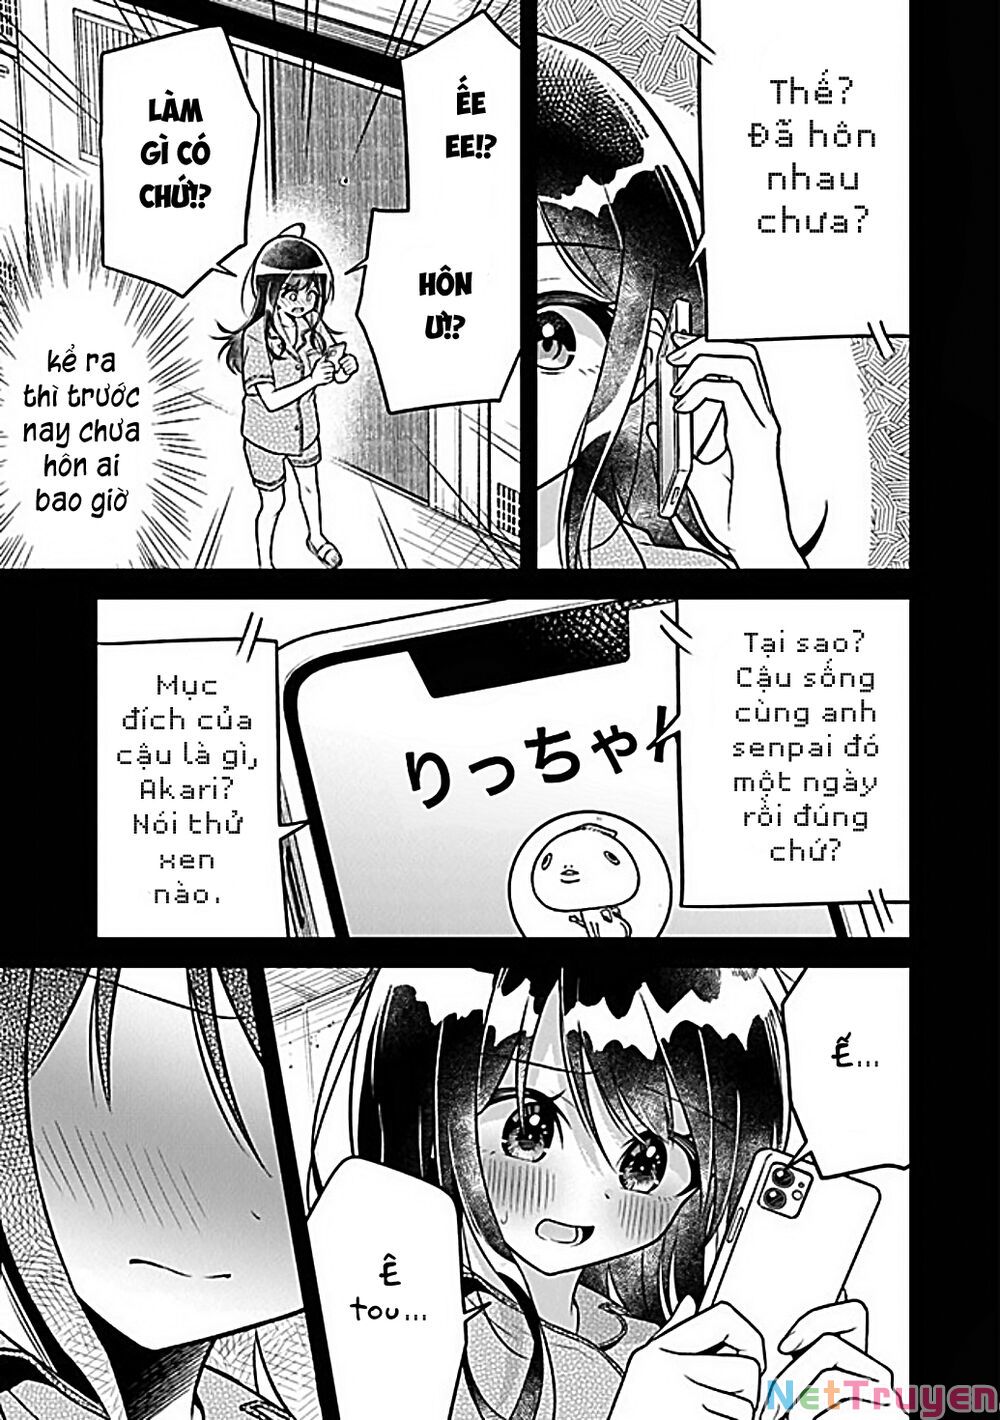 Thế?
Đã hôn
nhau
chưa?
ẾE
EE!?
HÔN
Ư!?
LÀM
GÌ CÓ
CHỨ!?
kể ra
thì trước
nay chưa
hôn ai
bao giờ
Tại sao?
Cậu sống
cùng anh
senpai đó
một ngày
rồi đúng
chứ?
りっちゃん
Mục
đích của
cậu là gì,
Akari?
Nói thử
xen
nào.
Ế...
Ê
tou...
NetTruyen